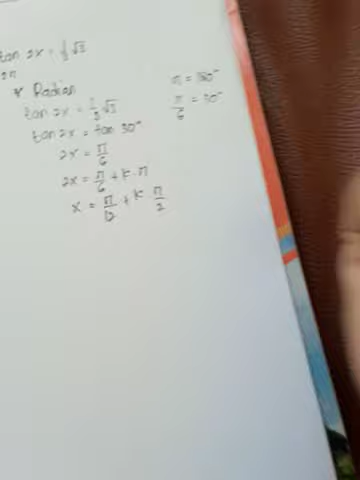 tan 2x = 1/3 √3
* Radian
tan 2x = 1/3 √3
tan 2x = tan 30°
2x = π/6
2x = π/6 + k · π
x = π/12 + k π/2
π = 180°
π/6 = 30°